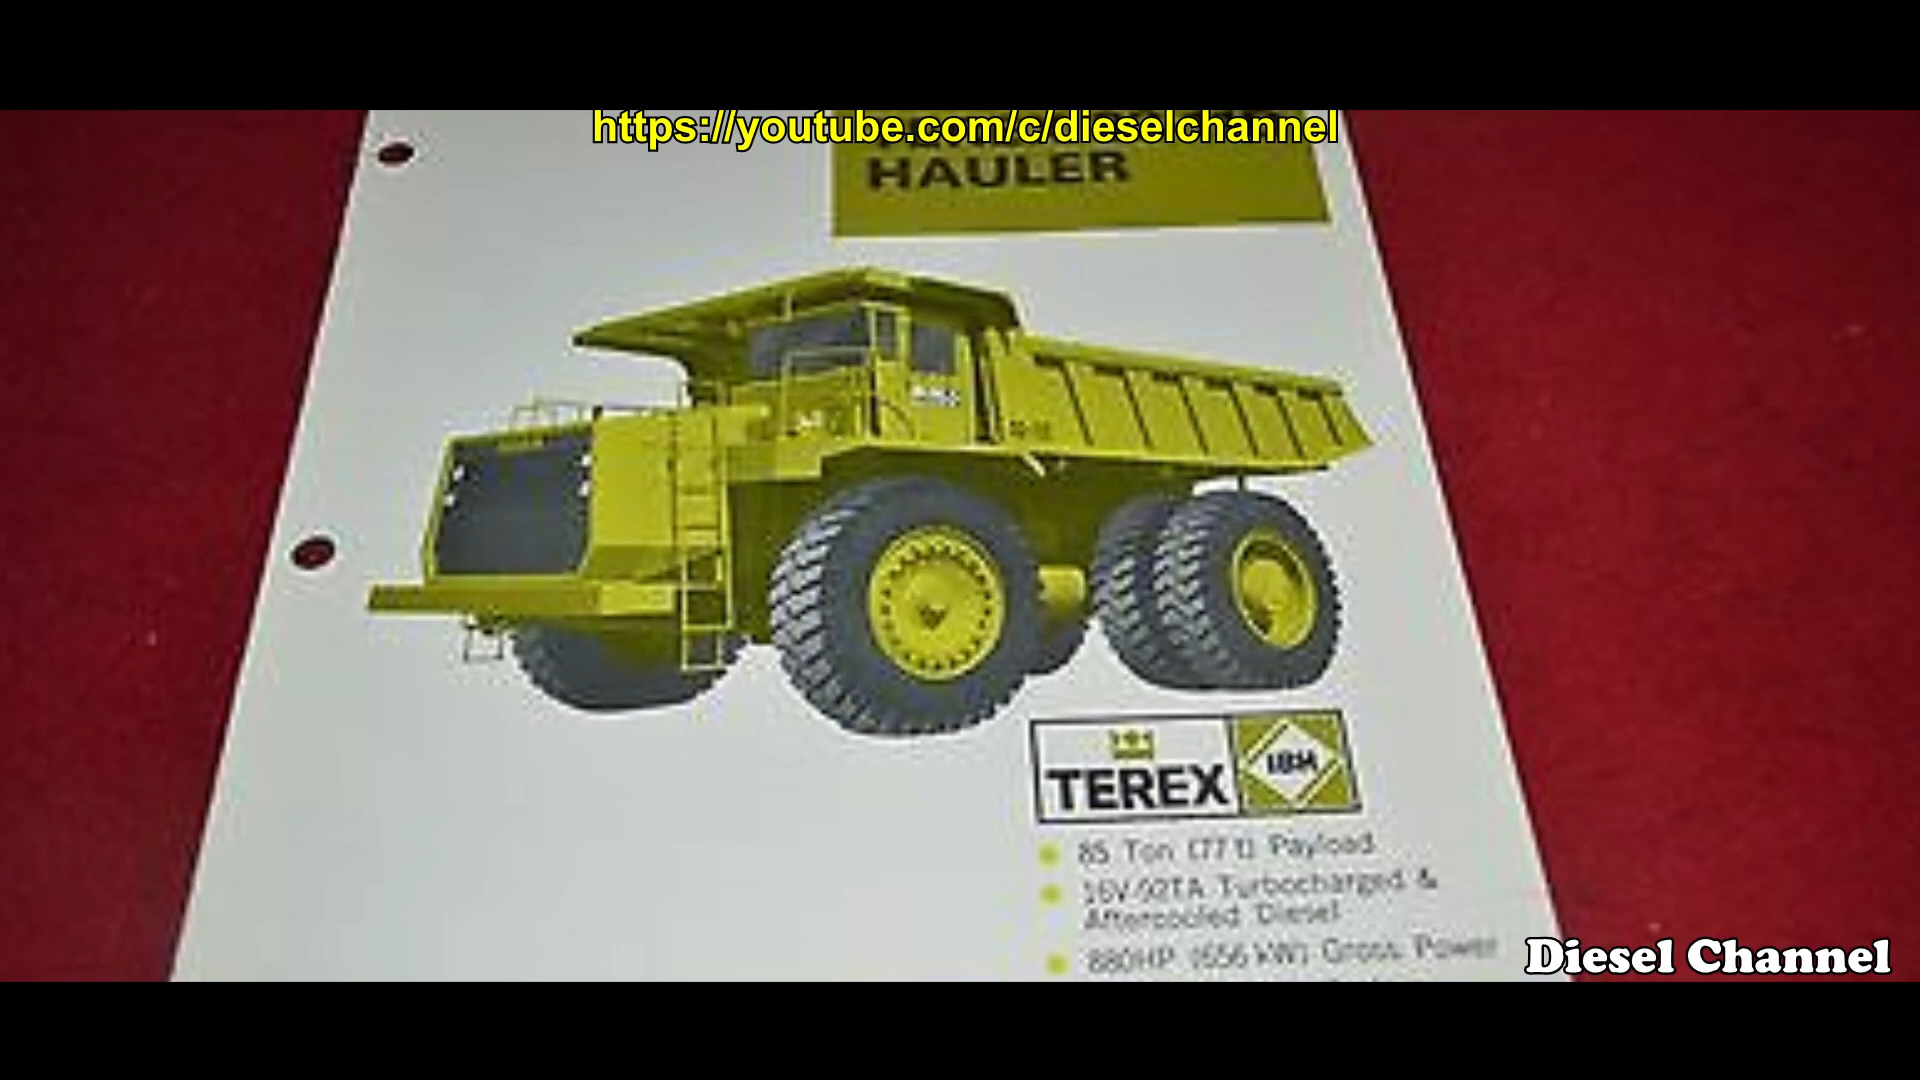 https://youtube.com/c/dieselchannel
HAULER
TEREX
IBH
85 Ton (77 t) Payload
16V-92TA Turbocharged &
Aftercooled Diesel
880HP (656 kW) Gross Power
Diesel Channel